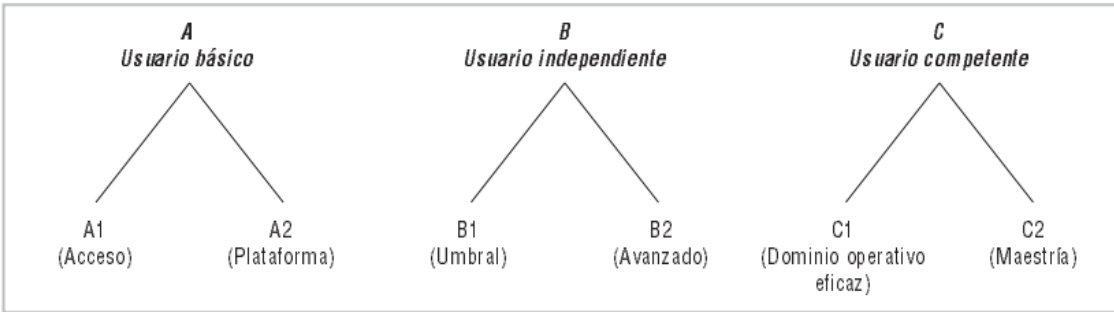 A
Usuario básico
B
Usuario independiente
C
Usuario competente
A1
(Acceso)
A2
(Plataforma)
B1
(Umbral)
B2
(Avanzado)
C1
(Dominio operativo
eficaz)
C2
(Maestría)